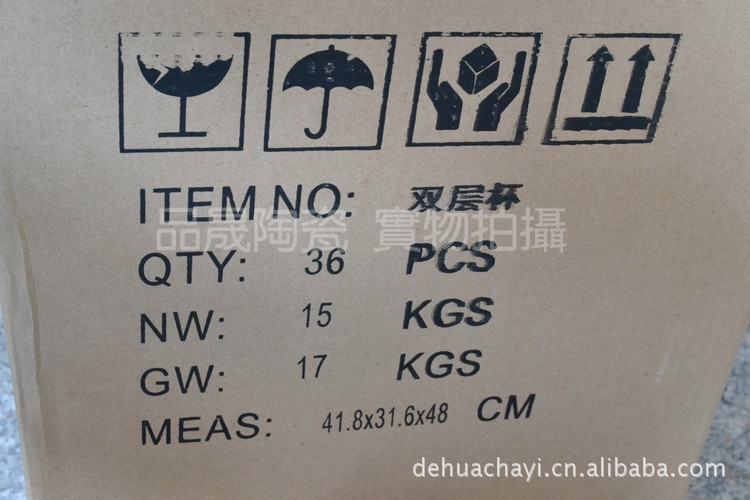 ITEM NO: 双层杯
品晟陶瓷 實物拍攝
QTY: 36 PCS
NW: 15 KGS
GW: 17 KGS
MEAS: 41.8x31.6x48 CM
dehuachayi.cn.alibaba.com